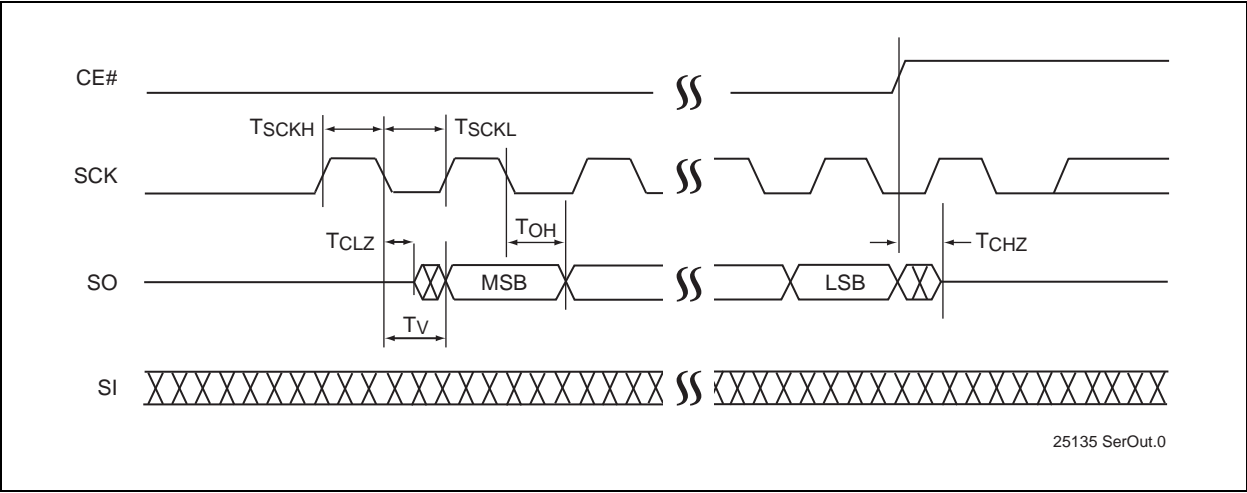 CE#
TSCKH
TSCKL
SCK
TOH
TCLZ
TCHZ
SO
MSB
LSB
TV
SI
25135 SerOut.0